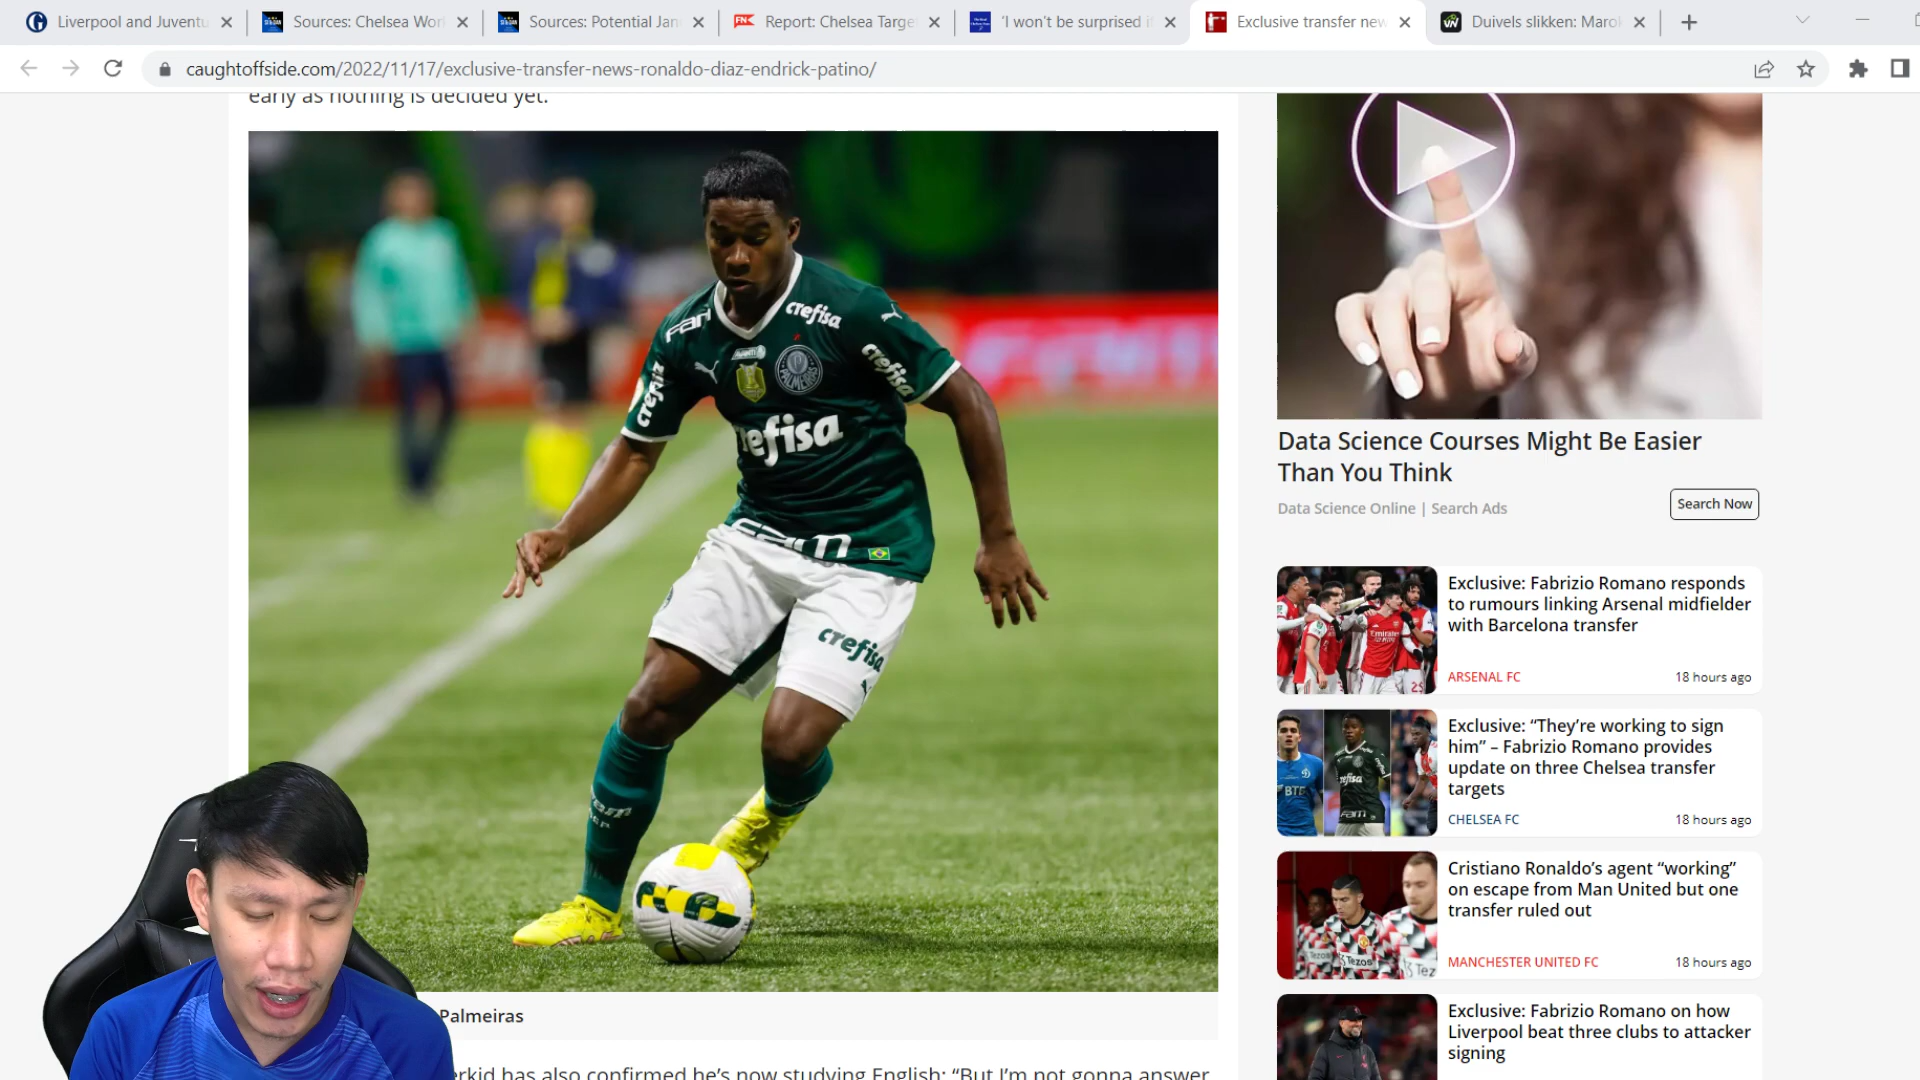 Liverpool and Juventu
Sources: Chelsea Wor
Sources: Potential Jan
Report: Chelsea Targe
'I won't be surprised i
Exclusive transfer new
Duivels slikken: Marok
caughtoffside.com/2022/11/17/exclusive-transfer-news-ronaldo-diaz-endrick-patino/
early as nothing is decided yet.
crefisa
crefisa
crefisa
PALMEIRAS
crefisa
crefisa
Palmeiras
erkid has also confirmed he's now studying English: "But I'm not gonna answer
Data Science Courses Might Be Easier
Than You Think
Data Science Online | Search Ads
Search Now
Exclusive: Fabrizio Romano responds
to rumours linking Arsenal midfielder
with Barcelona transfer
ARSENAL FC
18 hours ago
Exclusive: "They're working to sign
him" – Fabrizio Romano provides
update on three Chelsea transfer
targets
CHELSEA FC
18 hours ago
Cristiano Ronaldo's agent "working"
on escape from Man United but one
transfer ruled out
MANCHESTER UNITED FC
18 hours ago
Exclusive: Fabrizio Romano on how
Liverpool beat three clubs to attacker
signing